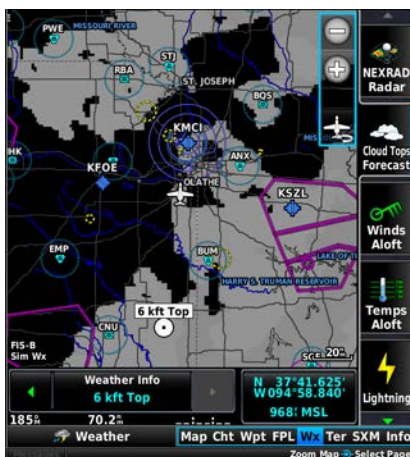 PWE
MISSOURI RIVER
STJ
RBA
ST. JOSEPH
BQS
KMCI
HK
KFOE
ANX
OLATHE
KSZL
EMP
BUM
LAKE OF T
HARRY S. TRUMAN RESERVOIR
6 kft Top
CNU
FIS-B
Sim Wx
20
NEXRAD
Radar
Cloud Tops
Forecast
Winds
Aloft
Temps
Aloft
Lightning
Weather Info
6 kft Top
N 37°41.625'
W094°58.840'
968 MSL
185
70.2
Weather
Map Cht Wpt FPL Wx Ter SXM Info
Zoom Map
Select Page